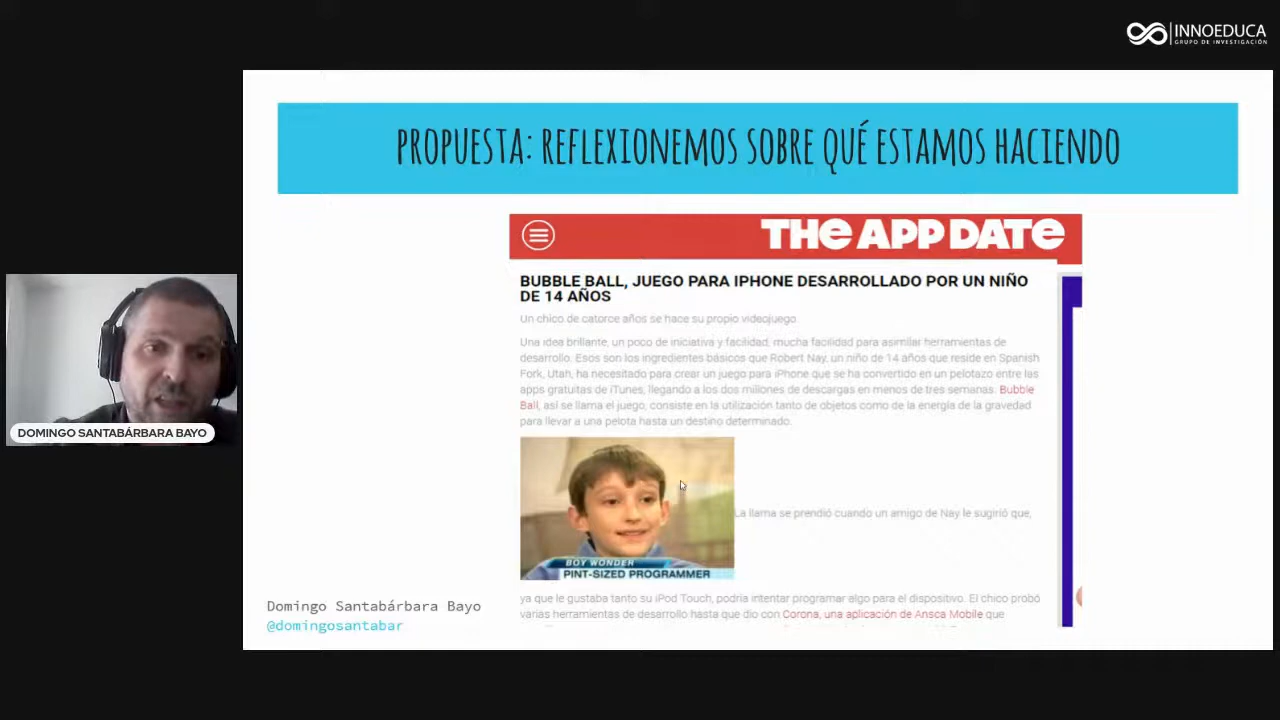 INNOEDUCA
GRUPO DE INVESTIGACIÓN
PROPUESTA: REFLEXIONEMOS SOBRE QUÉ ESTAMOS HACIENDO
THE APP DATE
BUBBLE BALL, JUEGO PARA IPHONE DESARROLLADO POR UN NIÑO
DE 14 AÑOS
Un chico de catorce años se hace su propio videojuego
Una idea brillante, un poco de iniciativa y facilidad, mucha facilidad para asimilar herramientas de
desarrollo. Esos son los ingredientes básicos que Robert Nay, un niño de 14 años que reside en Spanish
Fork, Utah, ha necesitado para crear un juego para iPhone que se ha convertido en un pelotazo entre las
apps gratuitas de iTunes, llegando a los dos millones de descargas en menos de tres semanas. Bubble
Ball, así se llama el juego, consiste en la utilización tanto de objetos como de la energía de la gravedad
para llevar a una pelota hasta un destino determinado.
DOMINGO SANTABÁRBARA BAYO
La llama se prendió cuando un amigo de Nay le sugirió que,
BOY WONDER
PINT-SIZED PROGRAMMER
ya que le gustaba tanto su iPod Touch, podría intentar programar algo para el dispositivo. El chico probó
varias herramientas de desarrollo hasta que dio con Corona, una aplicación de Ansca Mobile que
Domingo Santabárbara Bayo
@domingosantabar